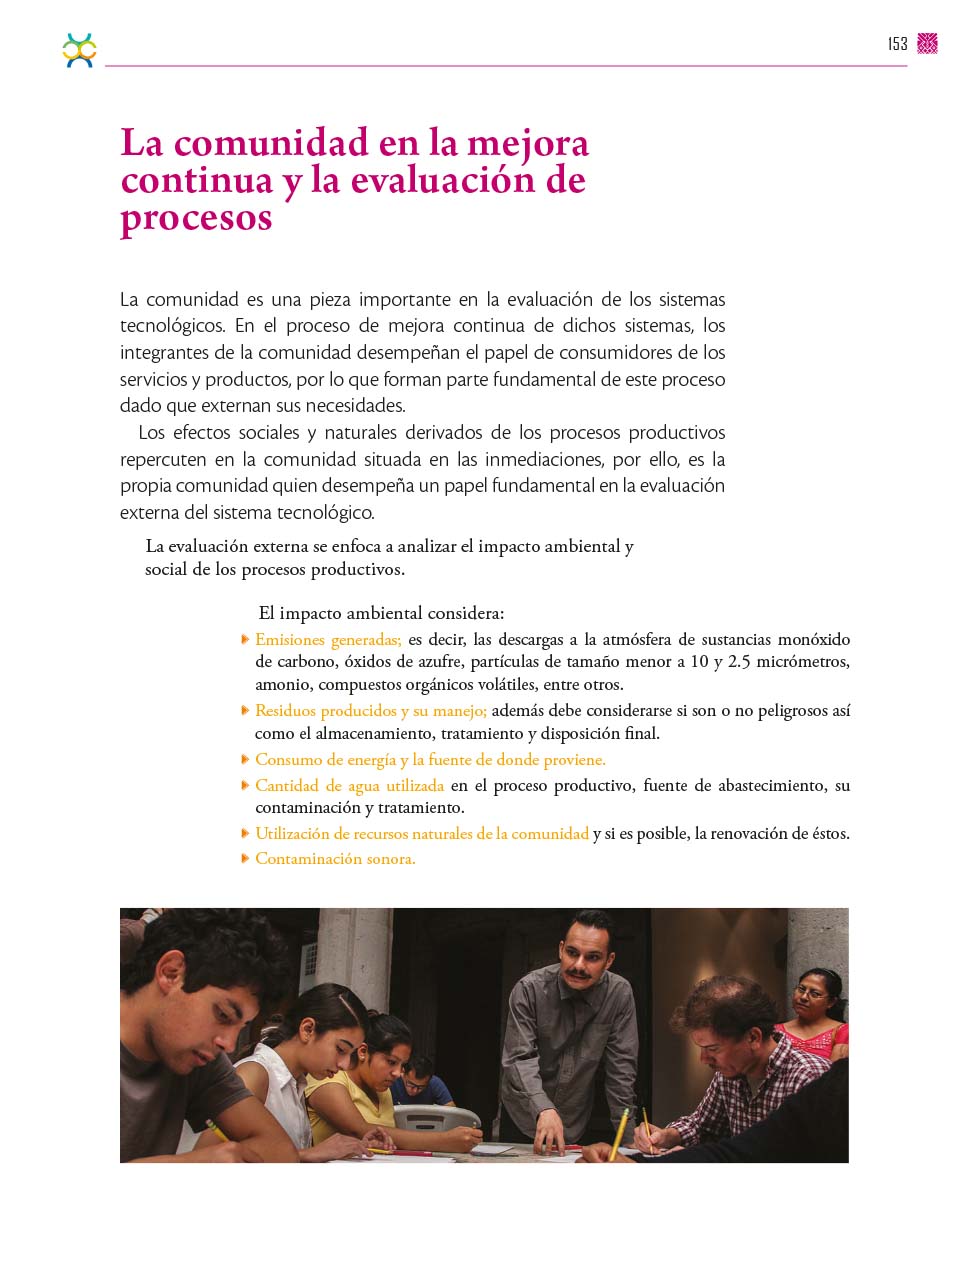 153
La comunidad en la mejora
continua y la evaluación de
procesos
La comunidad es una pieza importante en la evaluación de los sistemas
tecnológicos. En el proceso de mejora continua de dichos sistemas, los
integrantes de la comunidad desempeñan el papel de consumidores de los
servicios y productos, por lo que forman parte fundamental de este proceso
dado que externan sus necesidades.
Los efectos sociales y naturales derivados de los procesos productivos
repercuten en la comunidad situada en las inmediaciones, por ello, es la
propia comunidad quien desempeña un papel fundamental en la evaluación
externa del sistema tecnológico.
La evaluación externa se enfoca a analizar el impacto ambiental y
social de los procesos productivos.
El impacto ambiental considera:
Emisiones generadas; es decir, las descargas a la atmósfera de sustancias monóxido
de carbono, óxidos de azufre, partículas de tamaño menor a 10 y 2.5 micrómetros,
amonio, compuestos orgánicos volátiles, entre otros.
Residuos producidos y su manejo; además debe considerarse si son o no peligrosos así
como el almacenamiento, tratamiento y disposición final.
Consumo de energía y la fuente de donde proviene.
Cantidad de agua utilizada en el proceso productivo, fuente de abastecimiento, su
contaminación y tratamiento.
Utilización de recursos naturales de la comunidad y si es posible, la renovación de éstos.
Contaminación sonora.